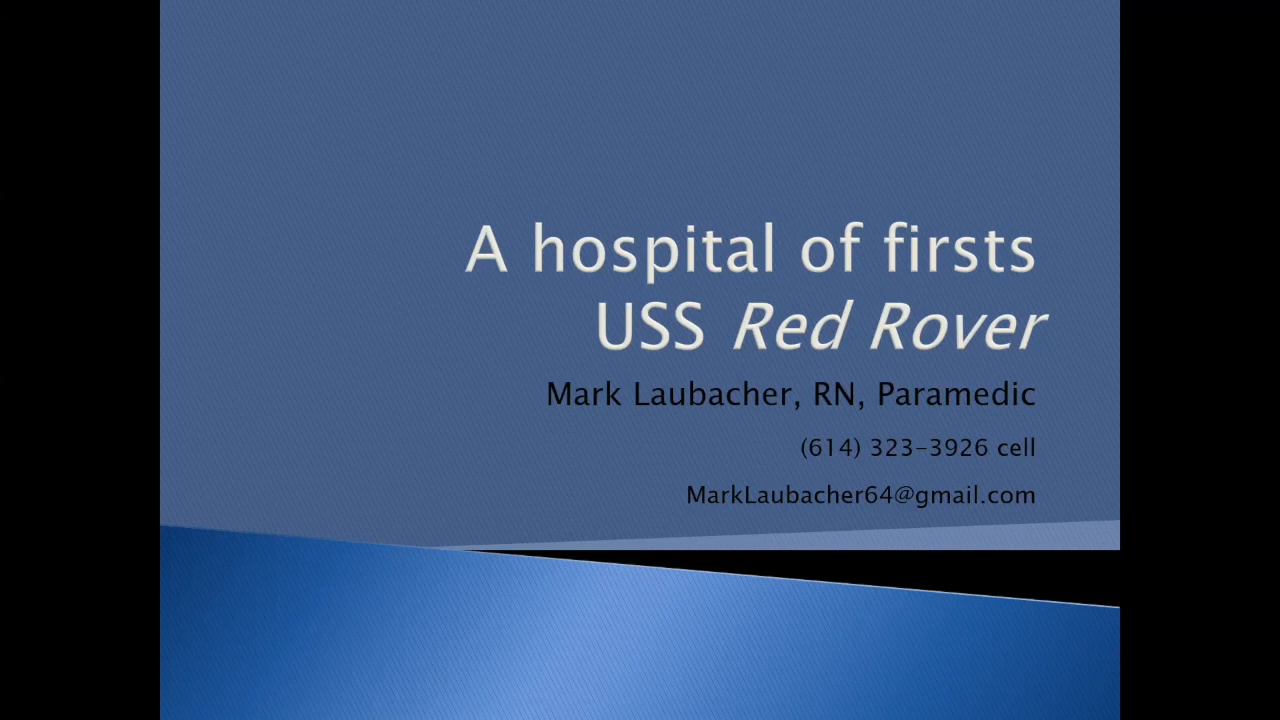 A hospital of firsts
USS Red Rover
Mark Laubacher, RN, Paramedic
(614) 323-3926 cell
MarkLaubacher64@gmail.com